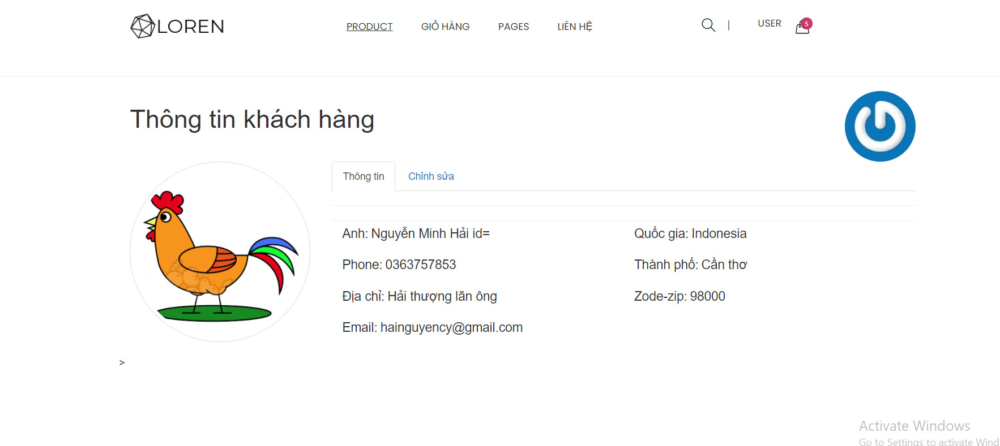 LOREN
PRODUCT GIỎ HÀNG PAGES LIÊN HỆ | USER 5
Thông tin khách hàng
Thông tin Chỉnh sửa
Anh: Nguyễn Minh Hải id= Quốc gia: Indonesia
Phone: 0363757853 Thành phố: Cần thơ
Địa chỉ: Hải thượng lãn ông Zode-zip: 98000
Email: hainguyency@gmail.com
>
Activate Windows
Go to Settings to activate Wind